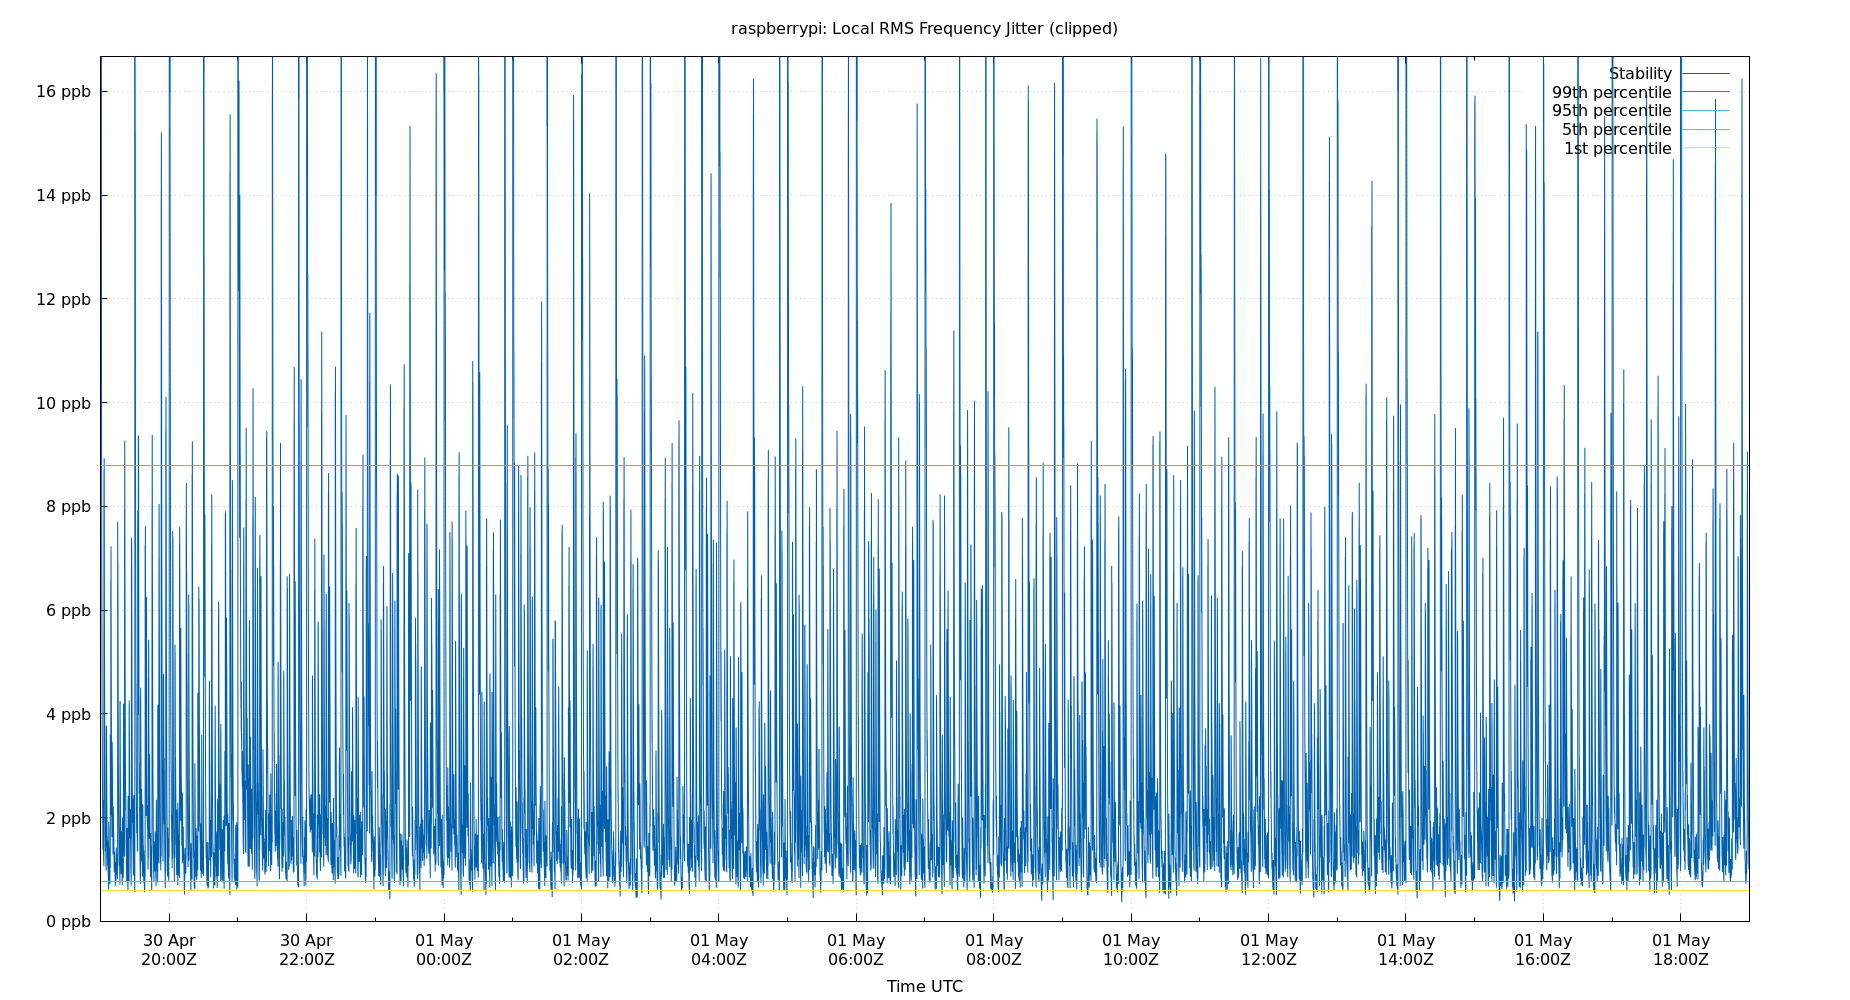 raspberrypi: Local RMS Frequency Jitter (clipped)
Stability
99th percentile
95th percentile
5th percentile
1st percentile
16 ppb
14 ppb
12 ppb
10 ppb
8 ppb
6 ppb
4 ppb
2 ppb
0 ppb
30 Apr 30 Apr 01 May 01 May 01 May 01 May 01 May 01 May 01 May 01 May 01 May 01 May
20:00Z 22:00Z 00:00Z 02:00Z 04:00Z 06:00Z 08:00Z 10:00Z 12:00Z 14:00Z 16:00Z 18:00Z
Time UTC